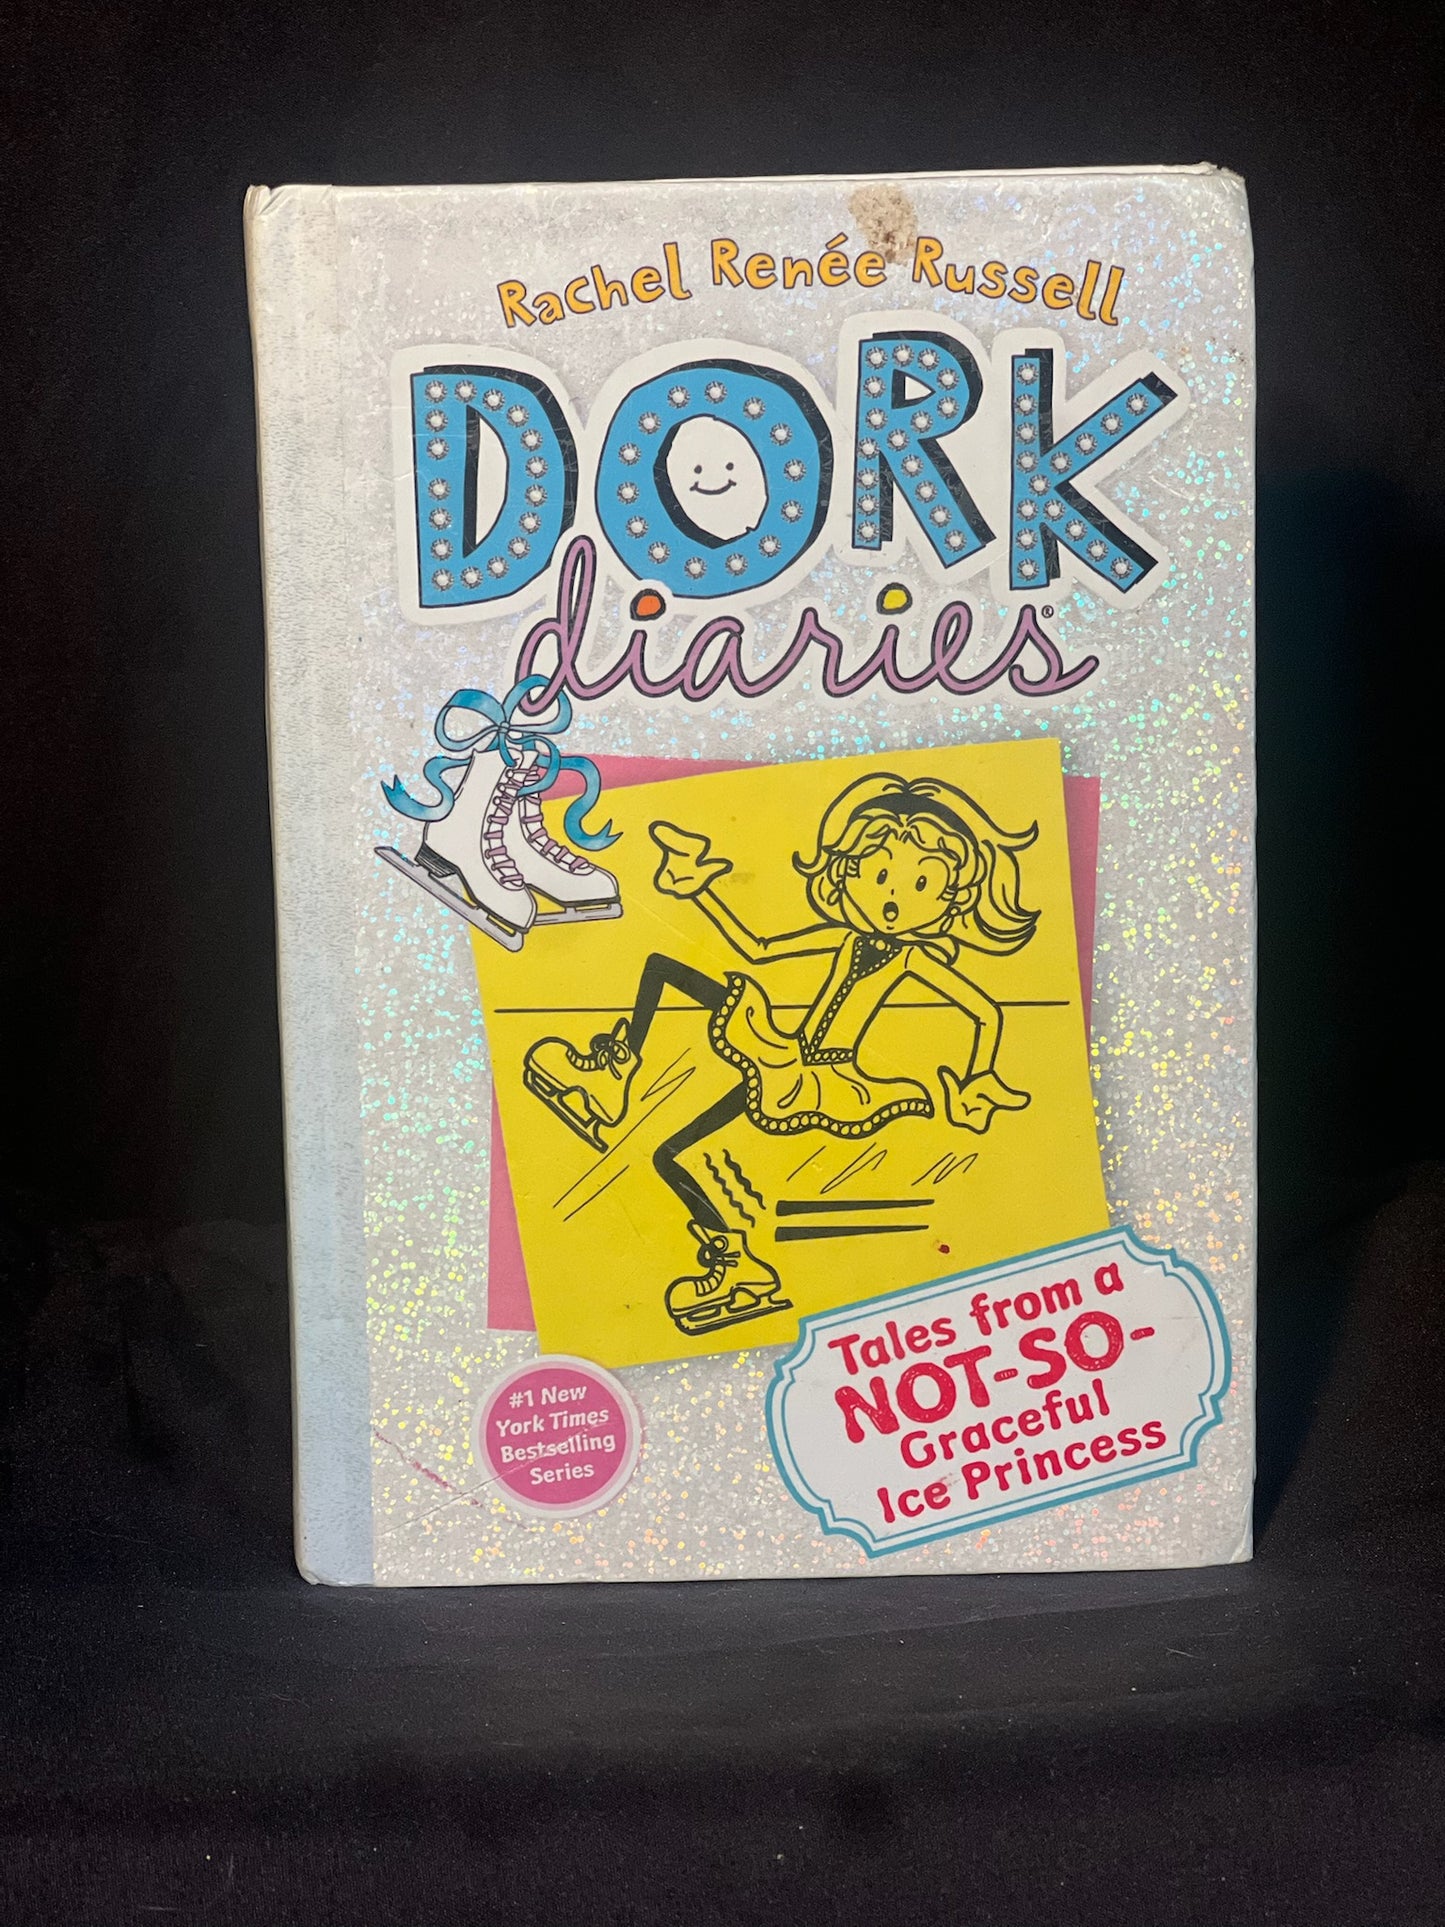 Rachel Renée Russell
DORK
diaries®
Tales from a
NOT-SO-
Graceful
Ice Princess
#1 New
York Times
Bestselling
Series